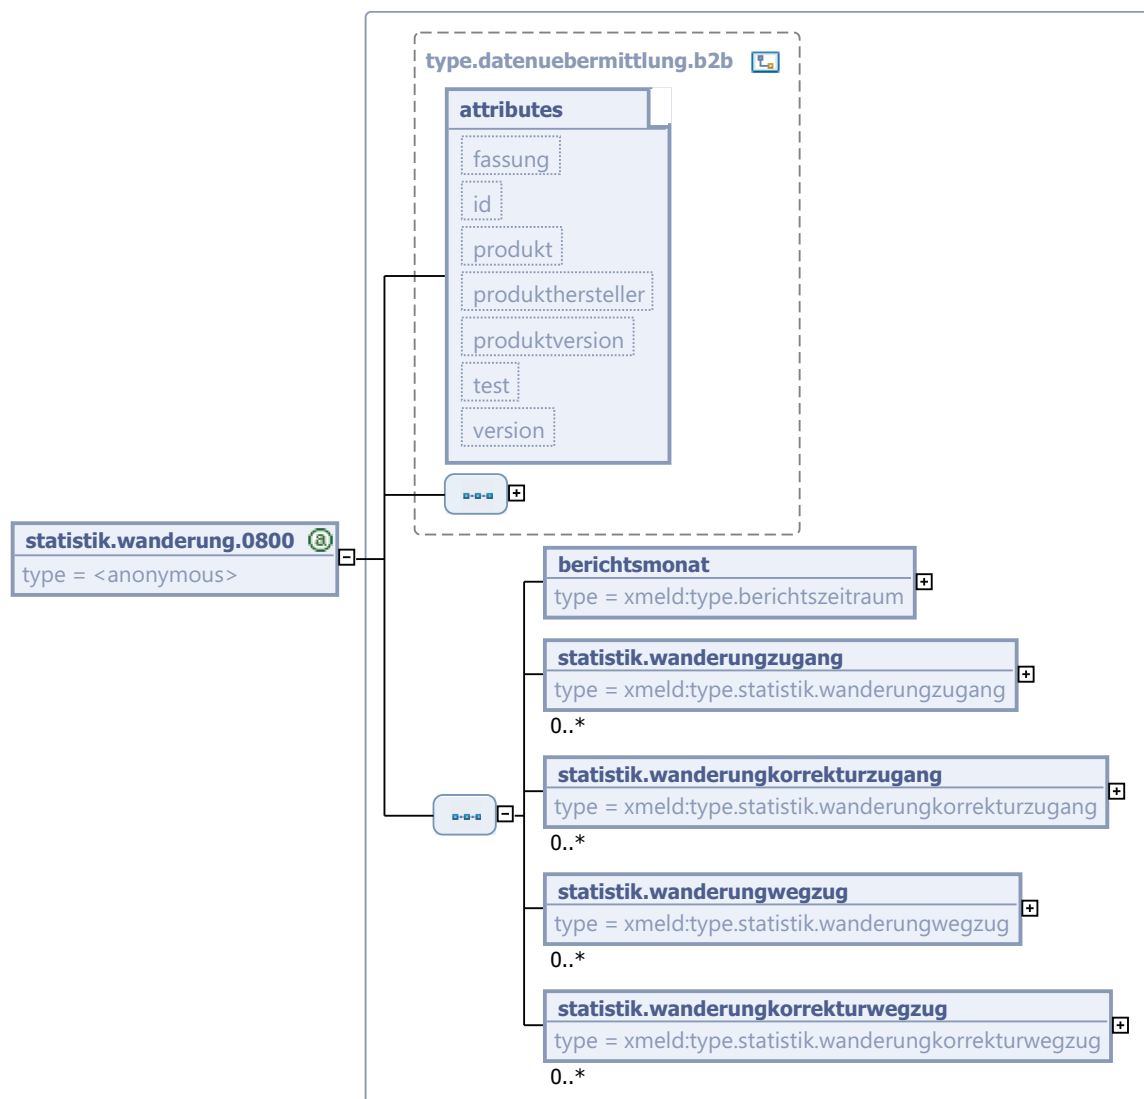 type.datenuebermittlung.b2b
attributes
fassung
id
produkt
produkthersteller
produktversion
test
version
statistik.wanderung.0800
type = <anonymous>
berichtsmonat
type = xmeld:type.berichtszeitraum
statistik.wanderungzugang
type = xmeld:type.statistik.wanderungzugang
0..*
statistik.wanderungkorrekturzugang
type = xmeld:type.statistik.wanderungkorrekturzugang
0..*
statistik.wanderungwegzug
type = xmeld:type.statistik.wanderungwegzug
0..*
statistik.wanderungkorrekturwegzug
type = xmeld:type.statistik.wanderungkorrekturwegzug
0..*